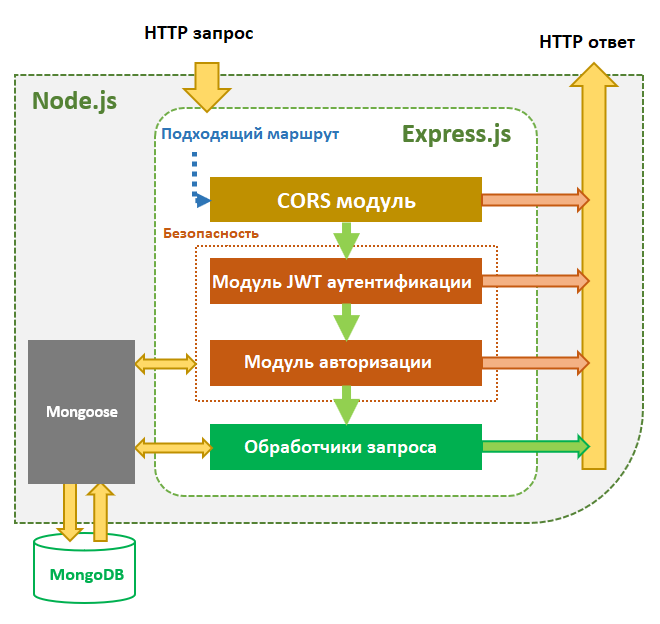 HTTP запрос
HTTP ответ
Node.js
Подходящий маршрут
Express.js
CORS модуль
Безопасность
Модуль JWT аутентификации
Модуль авторизации
Mongoose
Обработчики запроса
MongoDB